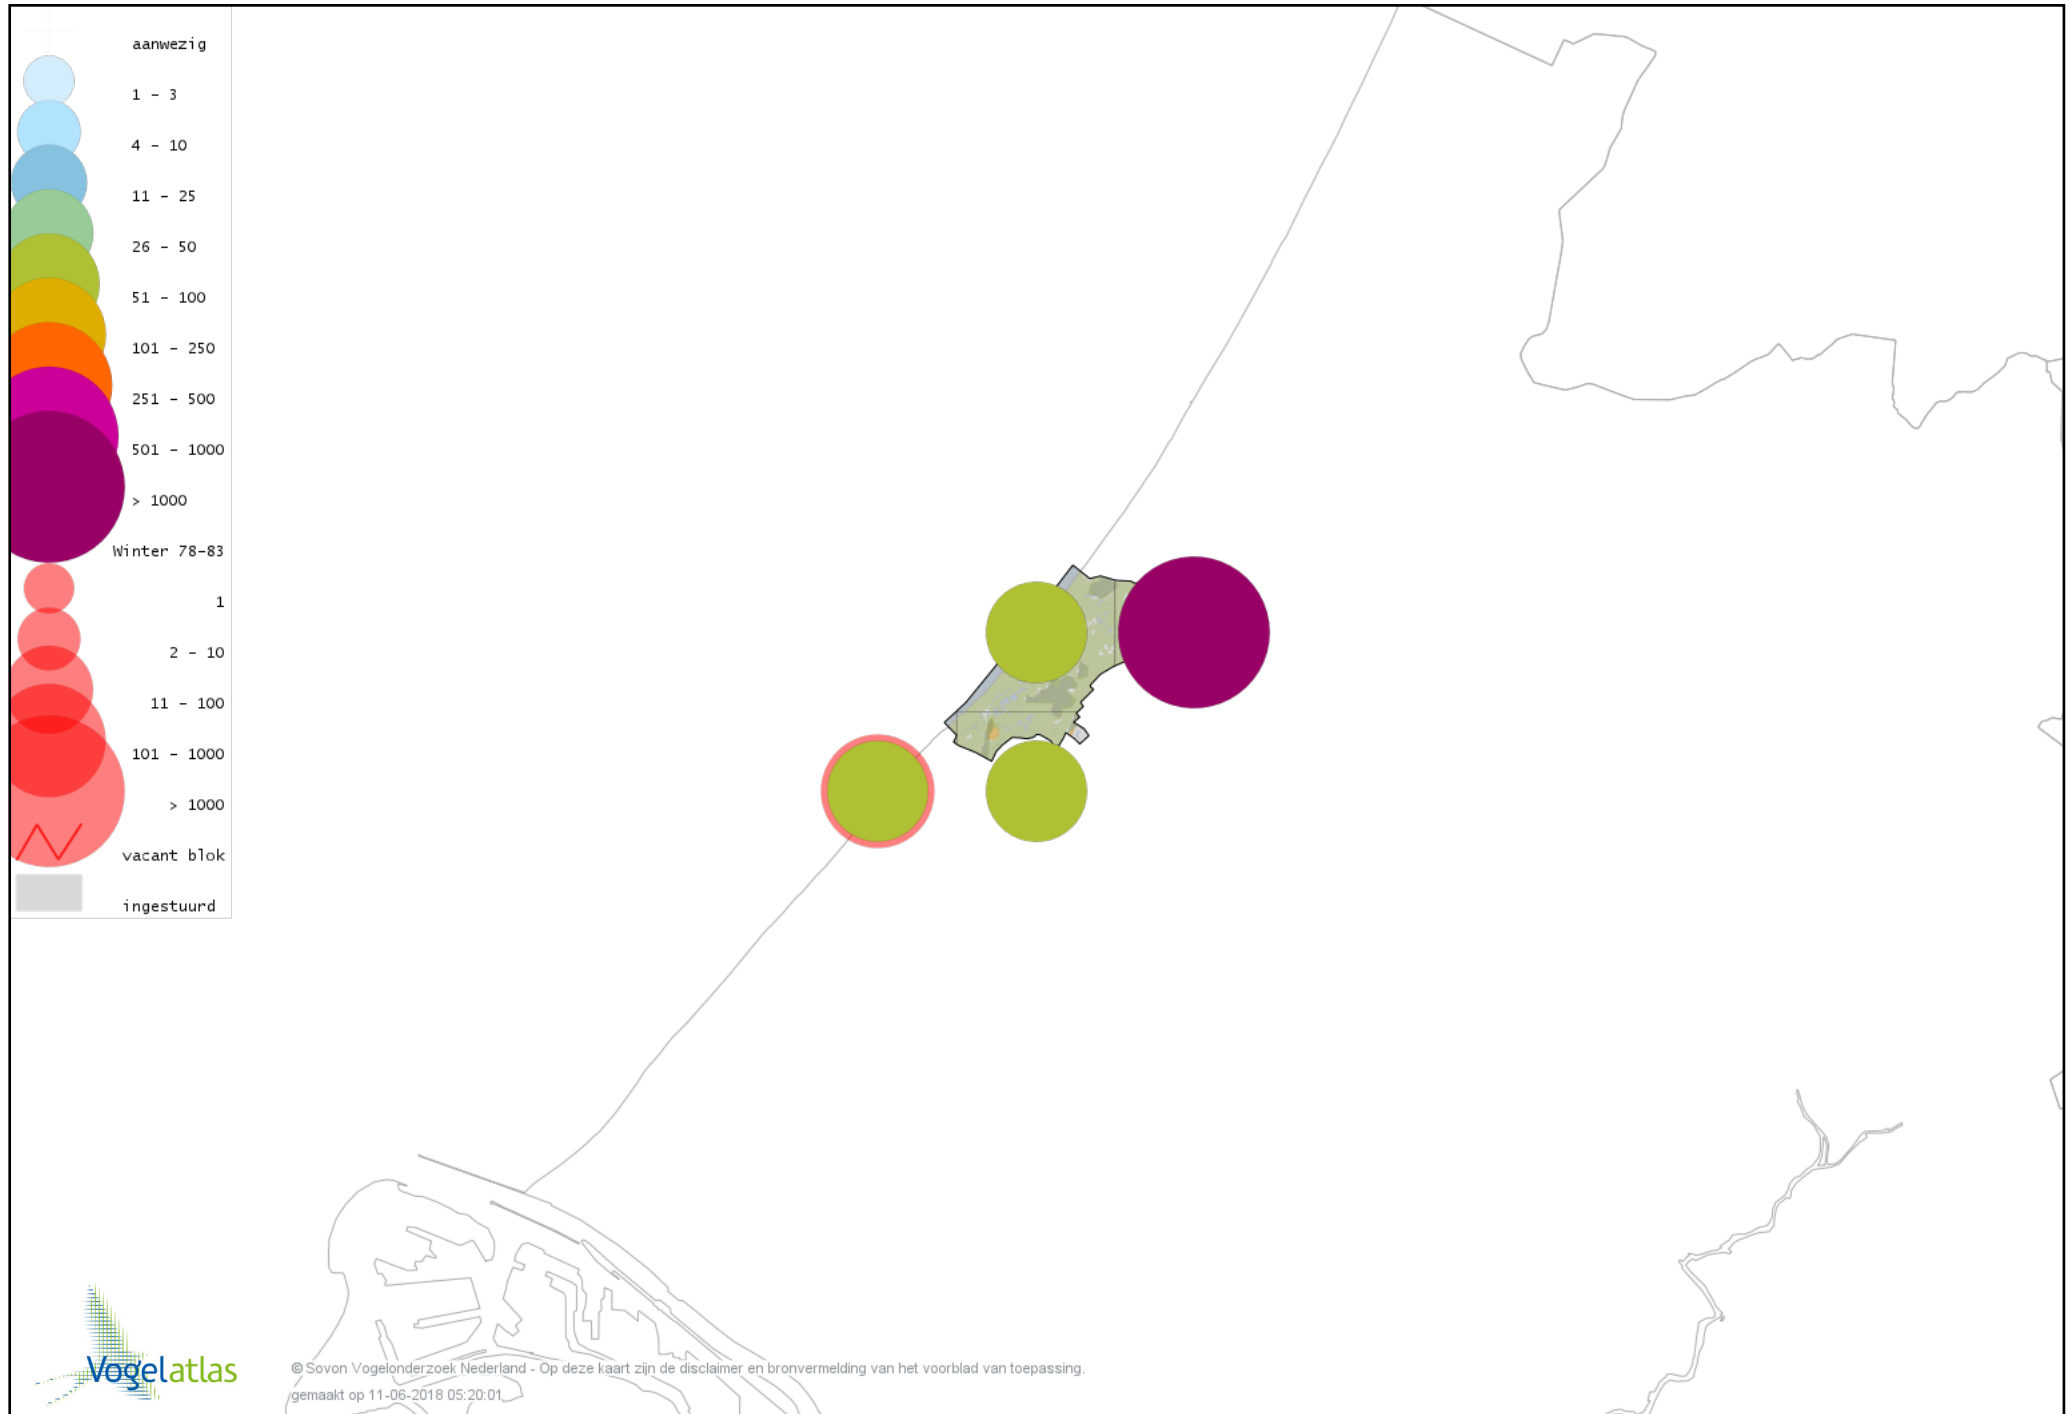 aanwezig
1 - 3
4 - 10
11 - 25
26 - 50
51 - 100
101 - 250
251 - 500
501 - 1000
> 1000
Winter 78-83
1
2 - 10
11 - 100
101 - 1000
> 1000
vacant blok
ingestuurd
Vogelatlas
© Sovon Vogelonderzoek Nederland - Op deze kaart zijn de disclaimer en bronvermelding van het voorblad van toepassing.
gemaakt op 11-06-2018 05:20:01